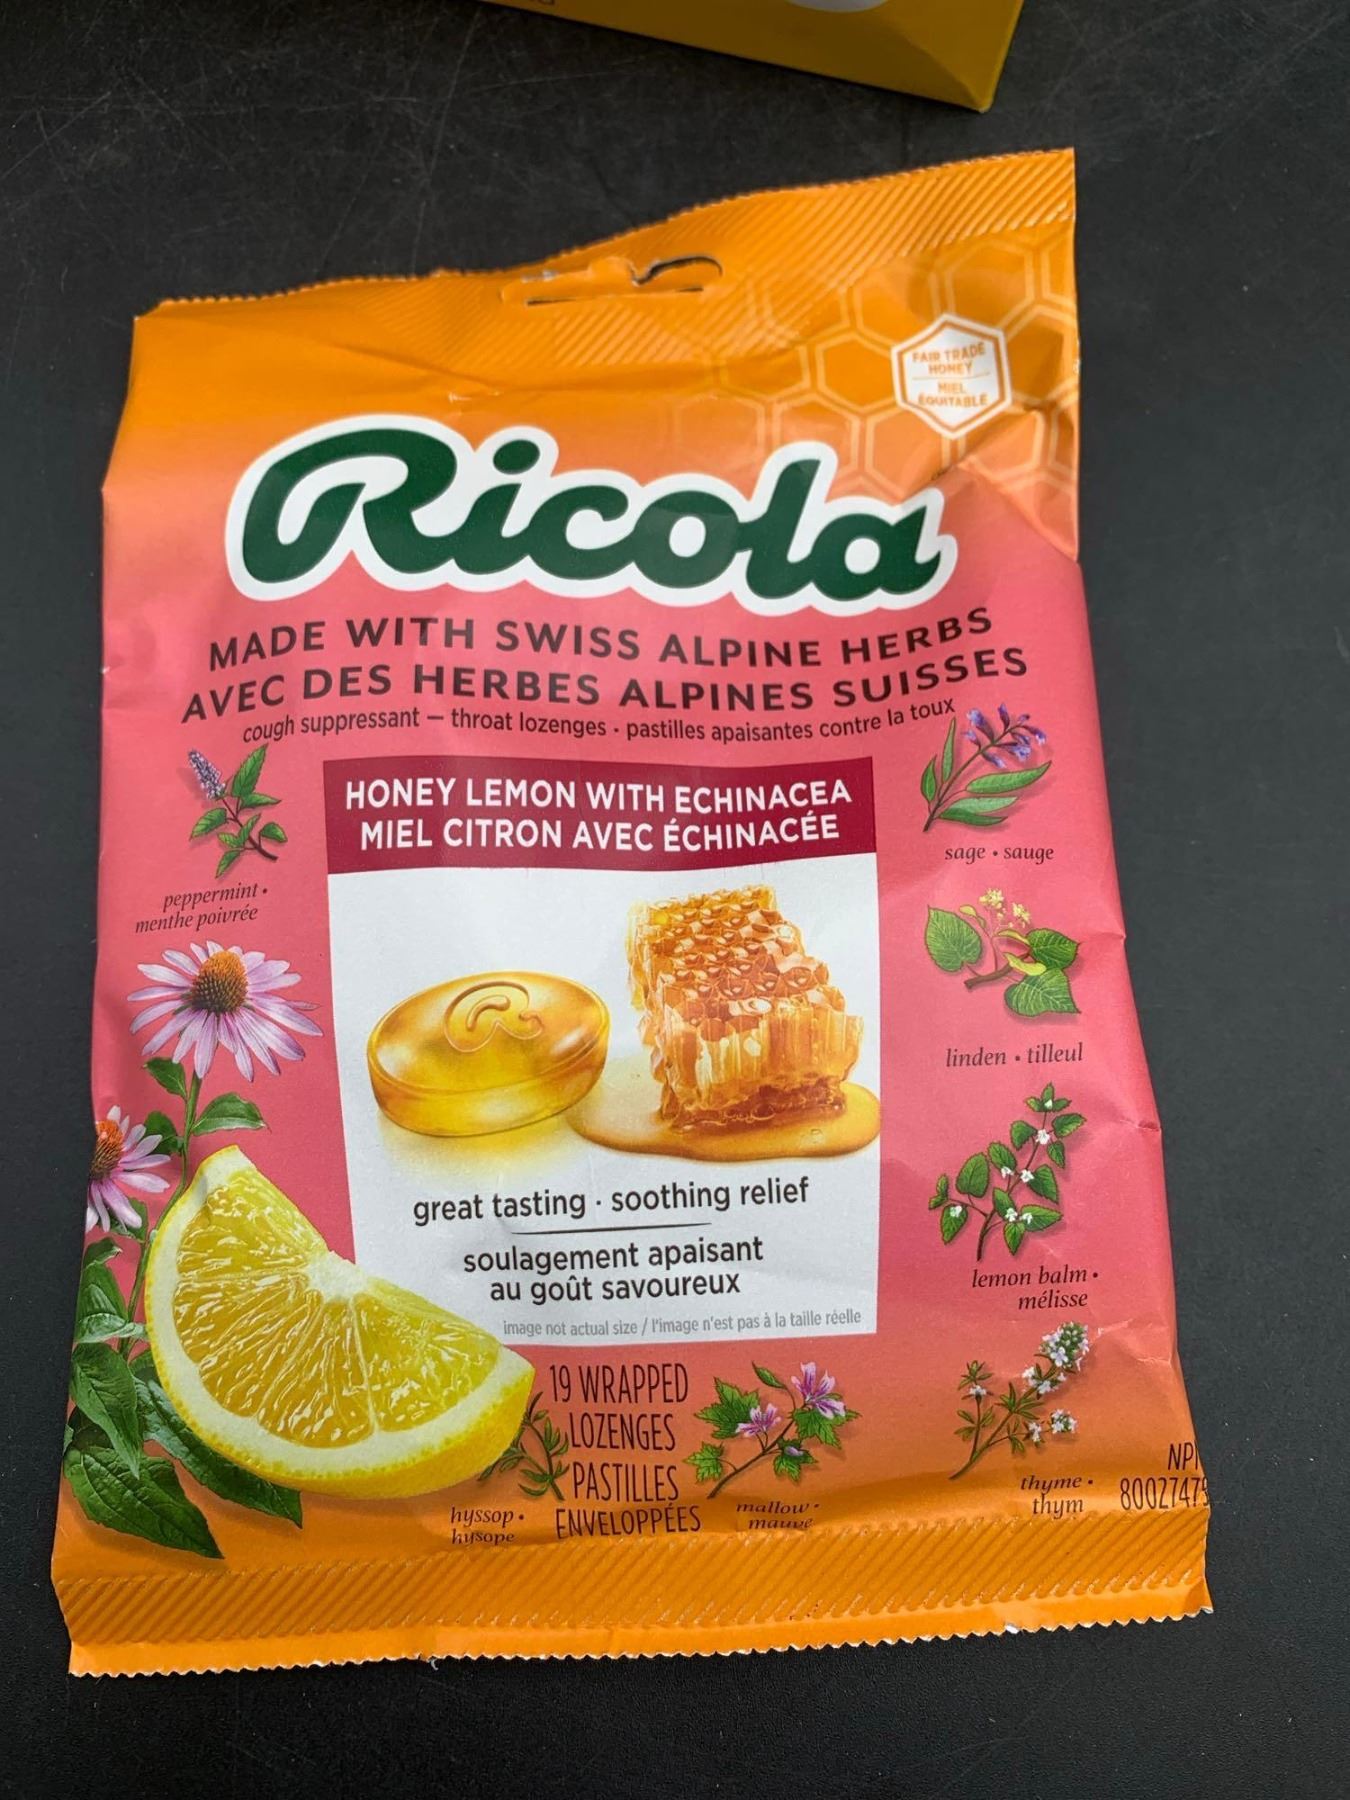 FAIR TRADE
HONEY
MIEL
ÉQUITABLE
Ricola
MADE WITH SWISS ALPINE HERBS
AVEC DES HERBES ALPINES SUISSES
cough suppressant – throat lozenges · pastilles apaisantes contre la toux
HONEY LEMON WITH ECHINACEA
MIEL CITRON AVEC ÉCHINACÉE
peppermint •
menthe poivrée
sage • sauge
linden • tilleul
great tasting · soothing relief
soulagement apaisant
au goût savoureux
image not actual size / l'image n'est pas à la taille réelle
lemon balm •
mélisse
19 WRAPPED
LOZENGES
PASTILLES
ENVELOPPÉES
hyssop •
hysope
mallow •
mauve
thyme •
thym
NPN
80027479